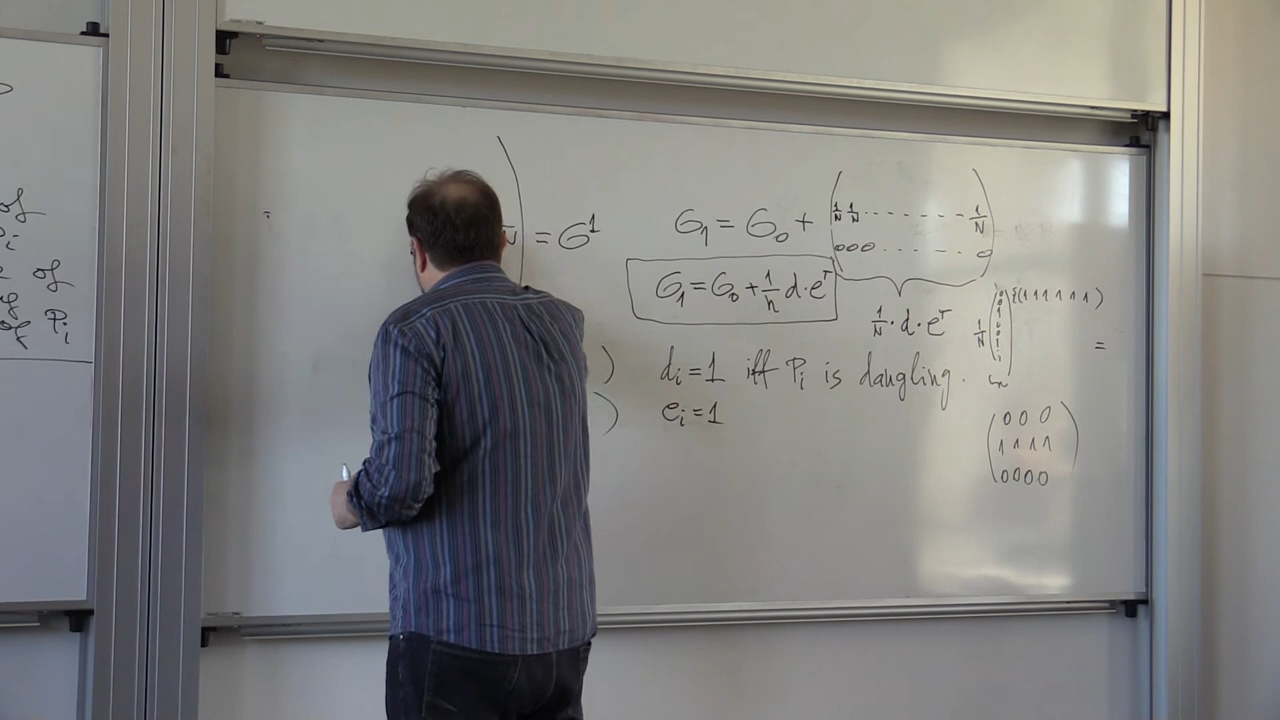 of
Pi
e of
of Pi
= G¹
G₁ = G₀ + ( 1/N 1/N - - - - - - - 1/N
000 - - - - - 0 )
G₁ = G₀ + 1/n d·eᵀ
1/N · d · eᵀ
1/N
{(1 1 1 1 1 1)
=
) dᵢ = 1 iff Pᵢ is dangling.
) eᵢ = 1
( 0 0 0
1 1 1 1
0 0 0 0 )